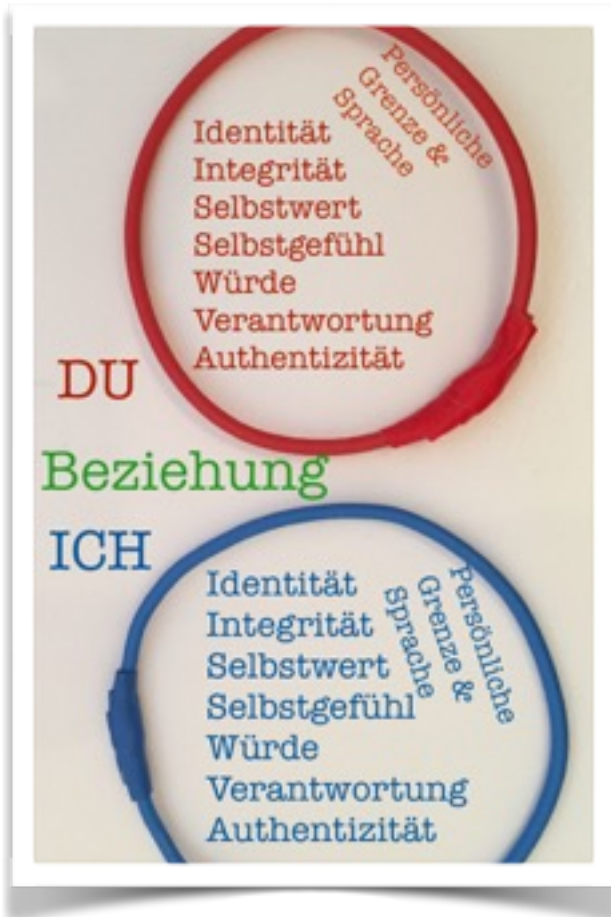 Persönliche
Grenze &
Sprache
Identität
Integrität
Selbstwert
Selbstgefühl
Würde
Verantwortung
Authentizität
DU
Beziehung
ICH
Persönliche
Grenze &
Sprache
Identität
Integrität
Selbstwert
Selbstgefühl
Würde
Verantwortung
Authentizität